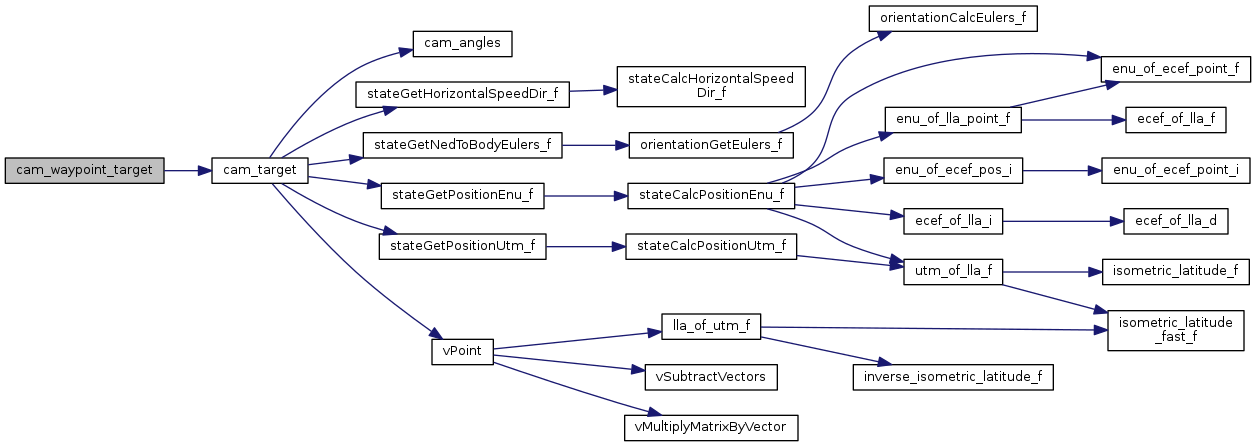 cam_waypoint_target
cam_target
cam_angles
stateGetHorizontalSpeedDir_f
stateGetNedToBodyEulers_f
stateGetPositionEnu_f
stateGetPositionUtm_f
vPoint
stateCalcHorizontalSpeed
Dir_f
orientationGetEulers_f
stateCalcPositionEnu_f
stateCalcPositionUtm_f
lla_of_utm_f
vSubtractVectors
vMultiplyMatrixByVector
orientationCalcEulers_f
enu_of_lla_point_f
enu_of_ecef_pos_i
ecef_of_lla_i
utm_of_lla_f
inverse_isometric_latitude_f
enu_of_ecef_point_f
ecef_of_lla_f
enu_of_ecef_point_i
ecef_of_lla_d
isometric_latitude_f
isometric_latitude
_fast_f